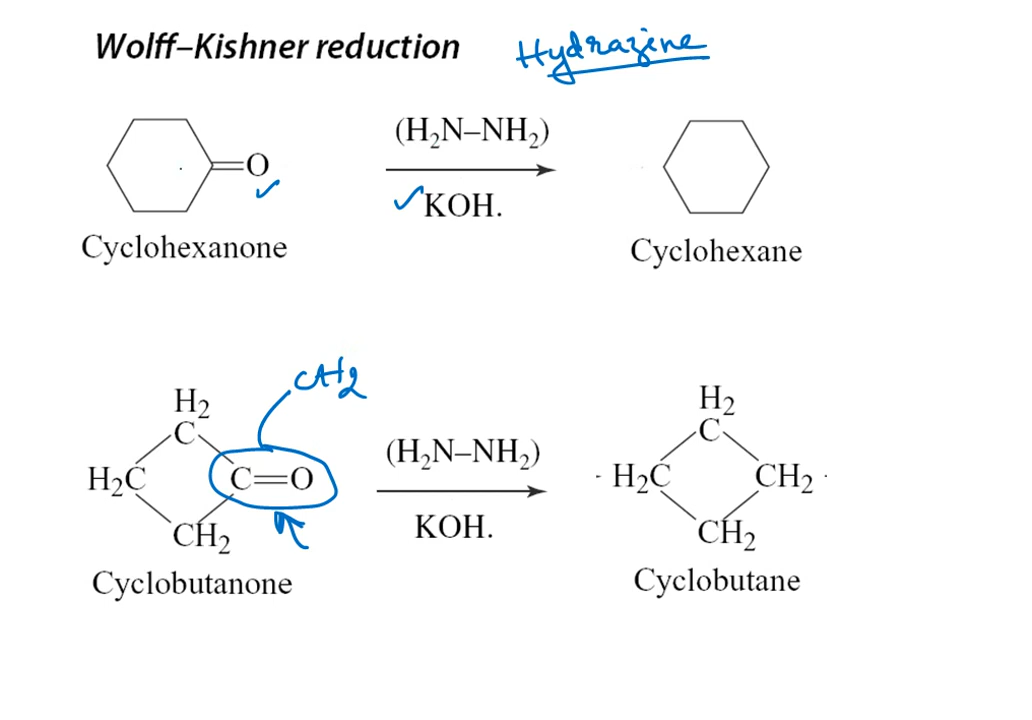 Wolff–Kishner reduction Hydrazine
O
(H₂N–NH₂)
KOH.
Cyclohexanone
Cyclohexane
CH2
H₂
C
H₂C C=O
CH₂
(H₂N–NH₂)
KOH.
Cyclobutanone
H₂
C
H₂C CH₂
CH₂
Cyclobutane